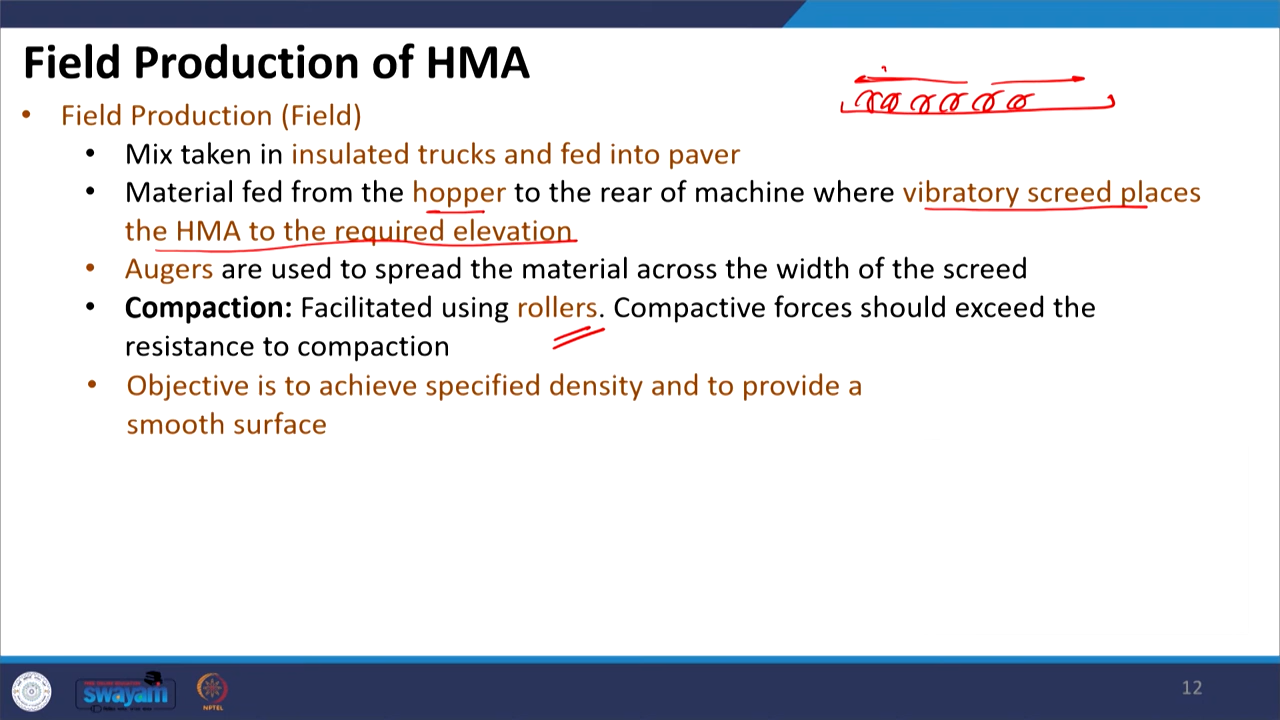 Field Production of HMA
• Field Production (Field)
• Mix taken in insulated trucks and fed into paver
• Material fed from the hopper to the rear of machine where vibratory screed places
the HMA to the required elevation
• Augers are used to spread the material across the width of the screed
• Compaction: Facilitated using rollers. Compactive forces should exceed the
resistance to compaction
• Objective is to achieve specified density and to provide a
smooth surface
swayam
NPTEL
12